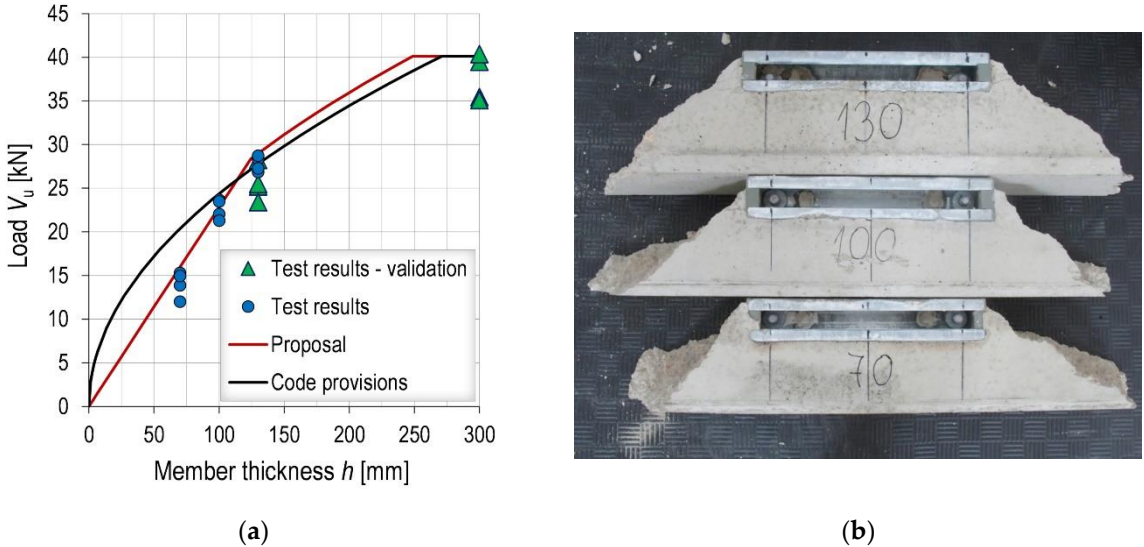 45
40
35
30
25
20
15
10
5
0
Load Vu [kN]
Test results - validation
Test results
Proposal
Code provisions
0 50 100 150 200 250 300
Member thickness h [mm]
130
100
70
(a) (b)